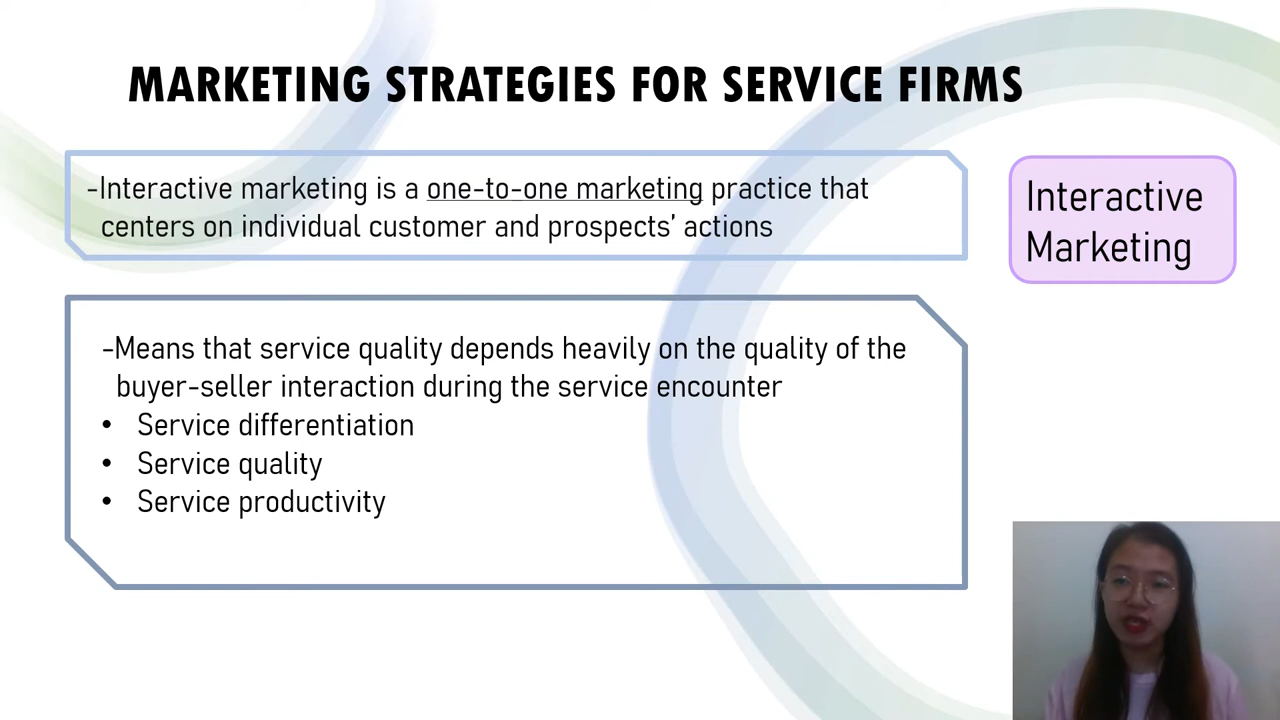 MARKETING STRATEGIES FOR SERVICE FIRMS
-Interactive marketing is a one-to-one marketing practice that
centers on individual customer and prospects’ actions
Interactive
Marketing
-Means that service quality depends heavily on the quality of the
buyer-seller interaction during the service encounter
• Service differentiation
• Service quality
• Service productivity